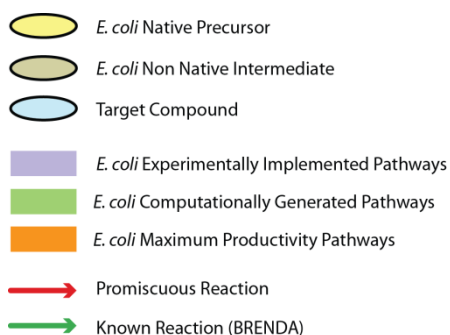 E. coli Native Precursor
E. coli Non Native Intermediate
Target Compound
E. coli Experimentally Implemented Pathways
E. coli Computationally Generated Pathways
E. coli Maximum Productivity Pathways
Promiscuous Reaction
Known Reaction (BRENDA)